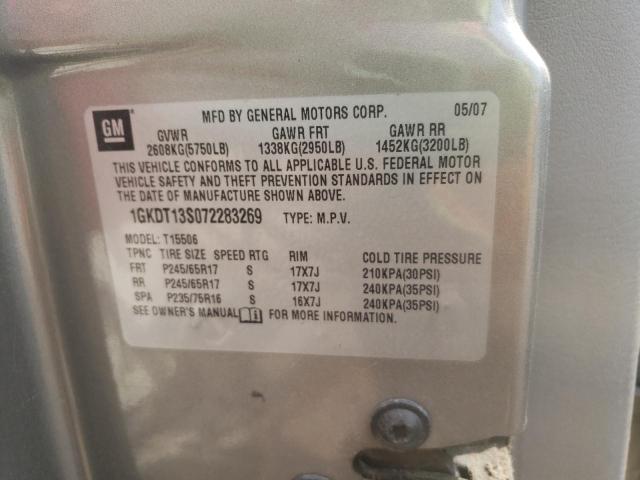 GM
MFD BY GENERAL MOTORS CORP. 05/07
GVWR GAWR FRT GAWR RR
2608KG(5750LB) 1338KG(2950LB) 1452KG(3200LB)
THIS VEHICLE CONFORMS TO ALL APPLICABLE U.S. FEDERAL MOTOR
VEHICLE SAFETY AND THEFT PREVENTION STANDARDS IN EFFECT ON
THE DATE OF MANUFACTURE SHOWN ABOVE.
1GKDT13S072283269 TYPE: M.P.V.
MODEL: T15506
TPNC TIRE SIZE SPEED RTG RIM COLD TIRE PRESSURE
FRT P245/65R17 S 17X7J 210KPA(30PSI)
RR P245/65R17 S 17X7J 240KPA(35PSI)
SPA P235/75R16 S 16X7J 240KPA(35PSI)
SEE OWNER'S MANUAL FOR MORE INFORMATION.